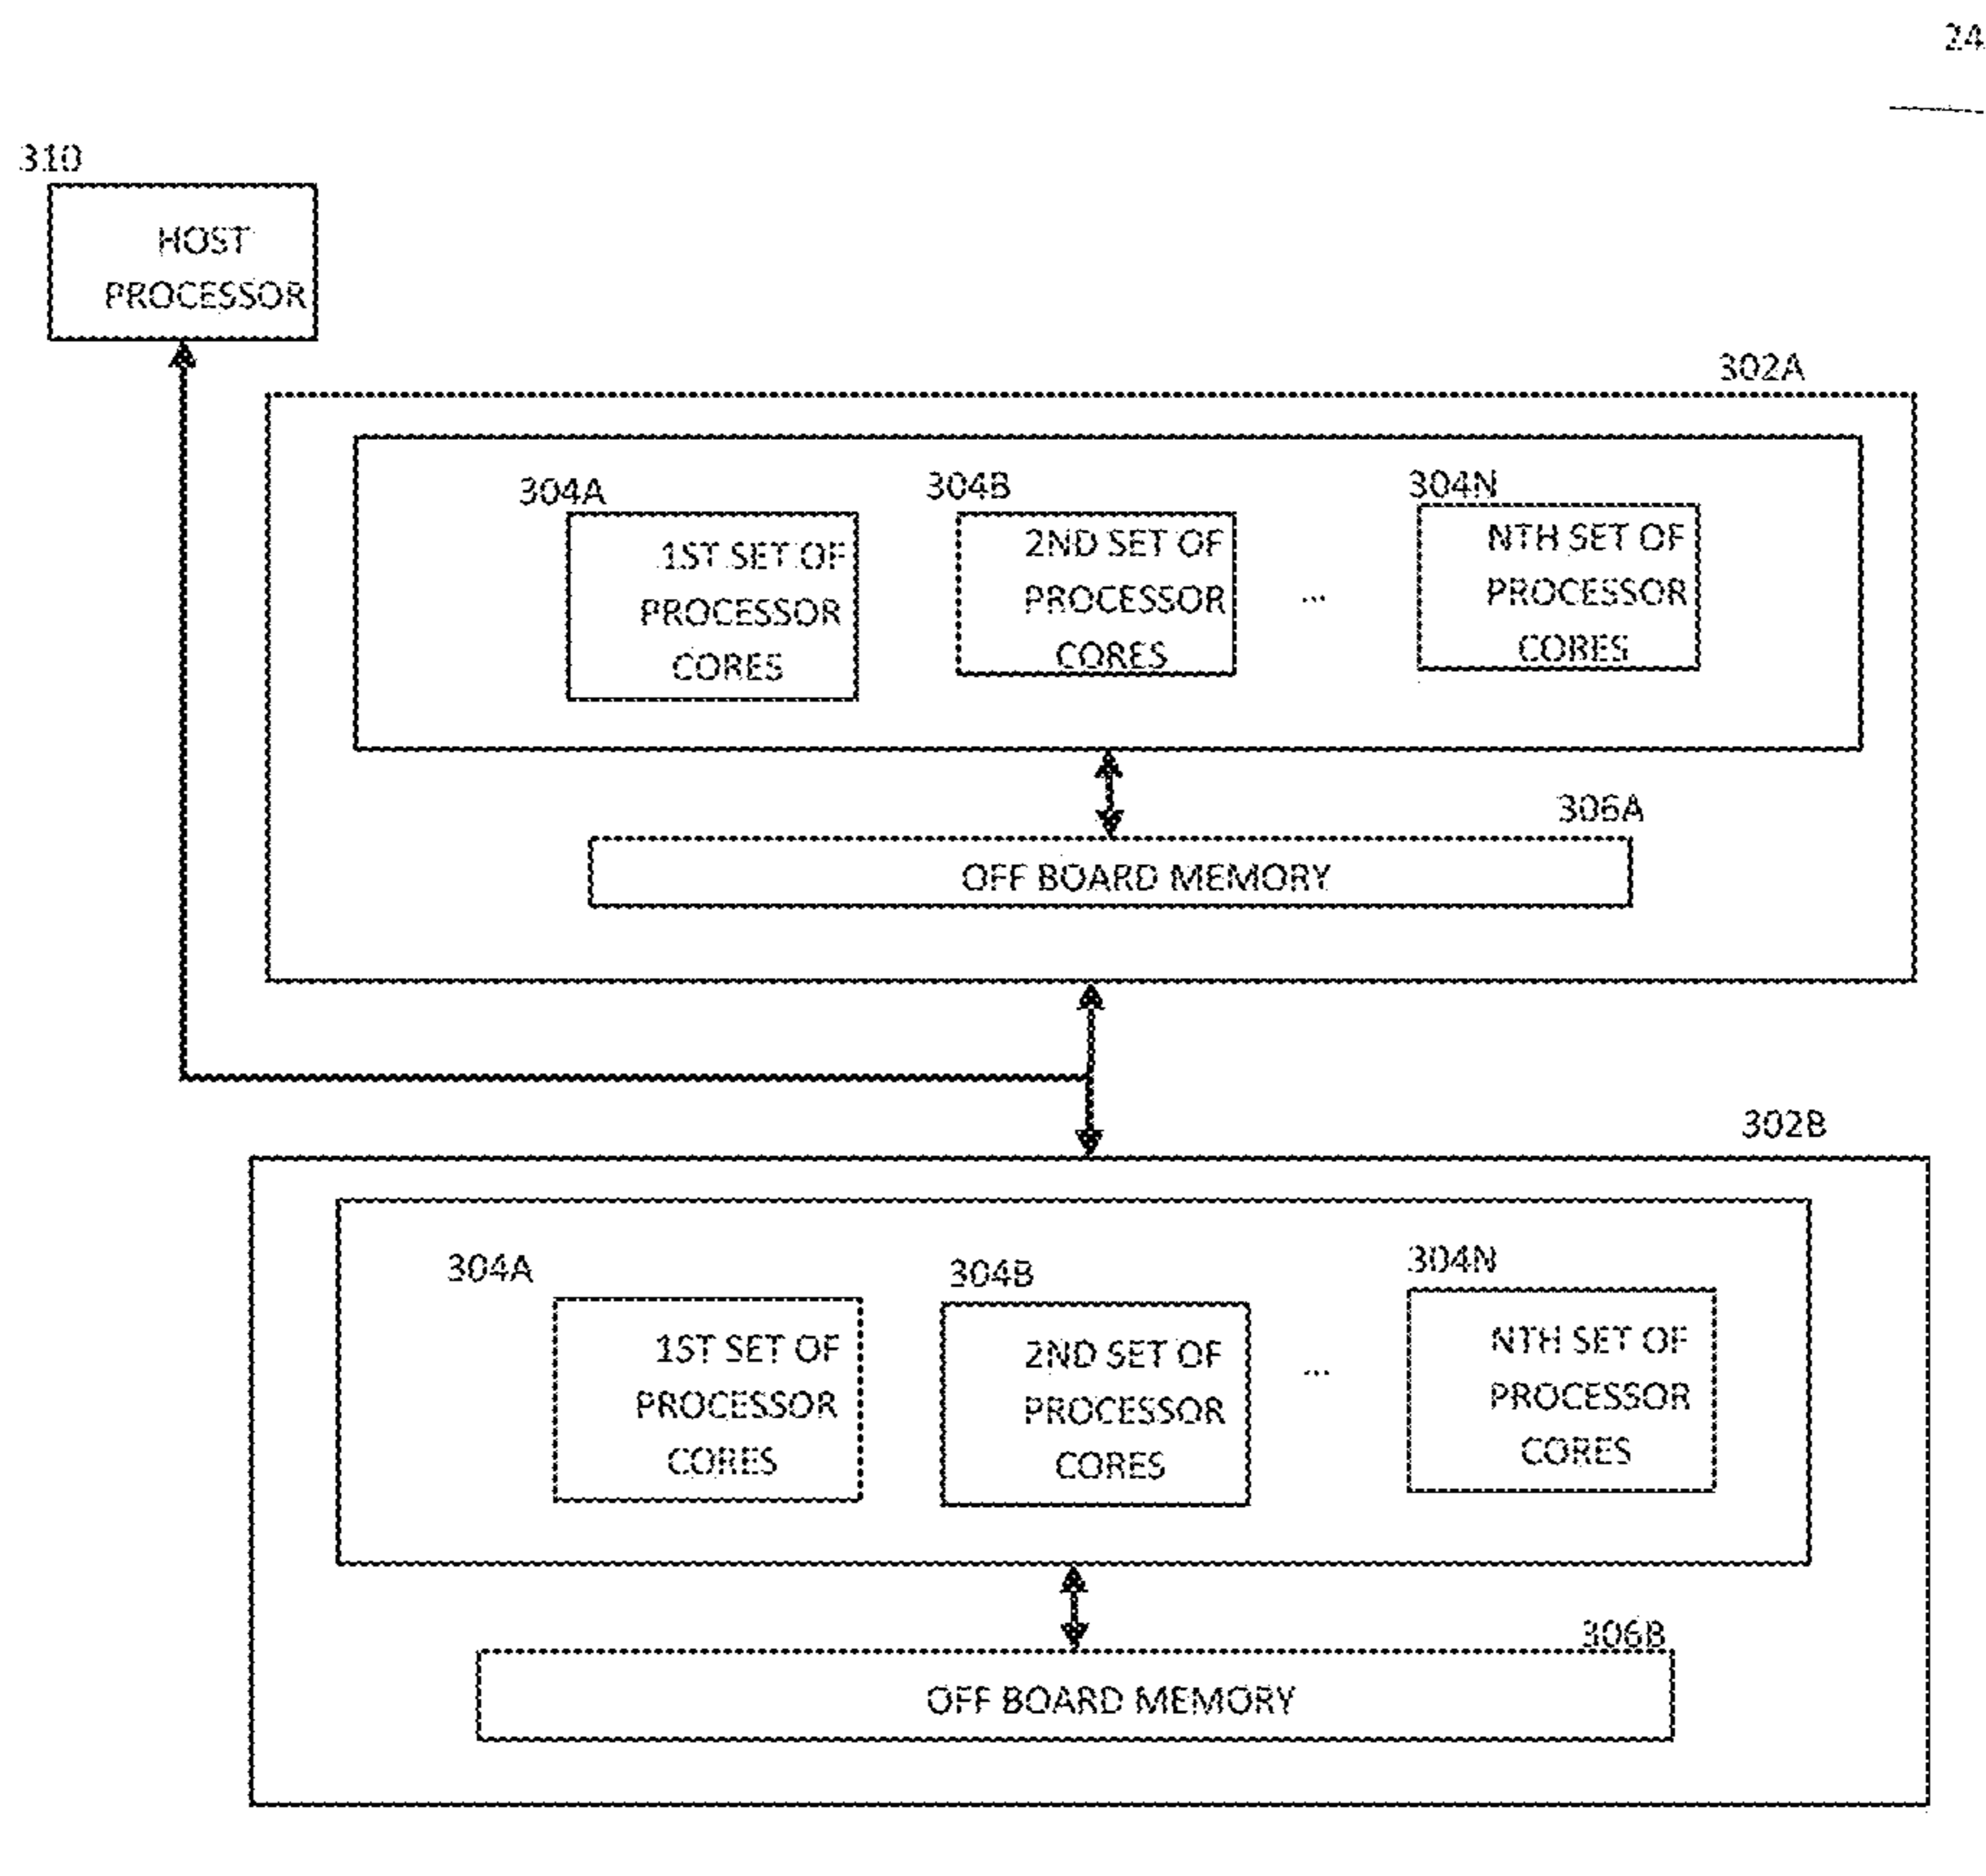 24
310
HOST
PROCESSOR
302A
304A
304B
304N
1ST SET OF
PROCESSOR
CORES
2ND SET OF
PROCESSOR
CORES
...
NTH SET OF
PROCESSOR
CORES
306A
OFF BOARD MEMORY
302B
304A
304B
304N
1ST SET OF
PROCESSOR
CORES
2ND SET OF
PROCESSOR
CORES
...
NTH SET OF
PROCESSOR
CORES
306B
OFF BOARD MEMORY